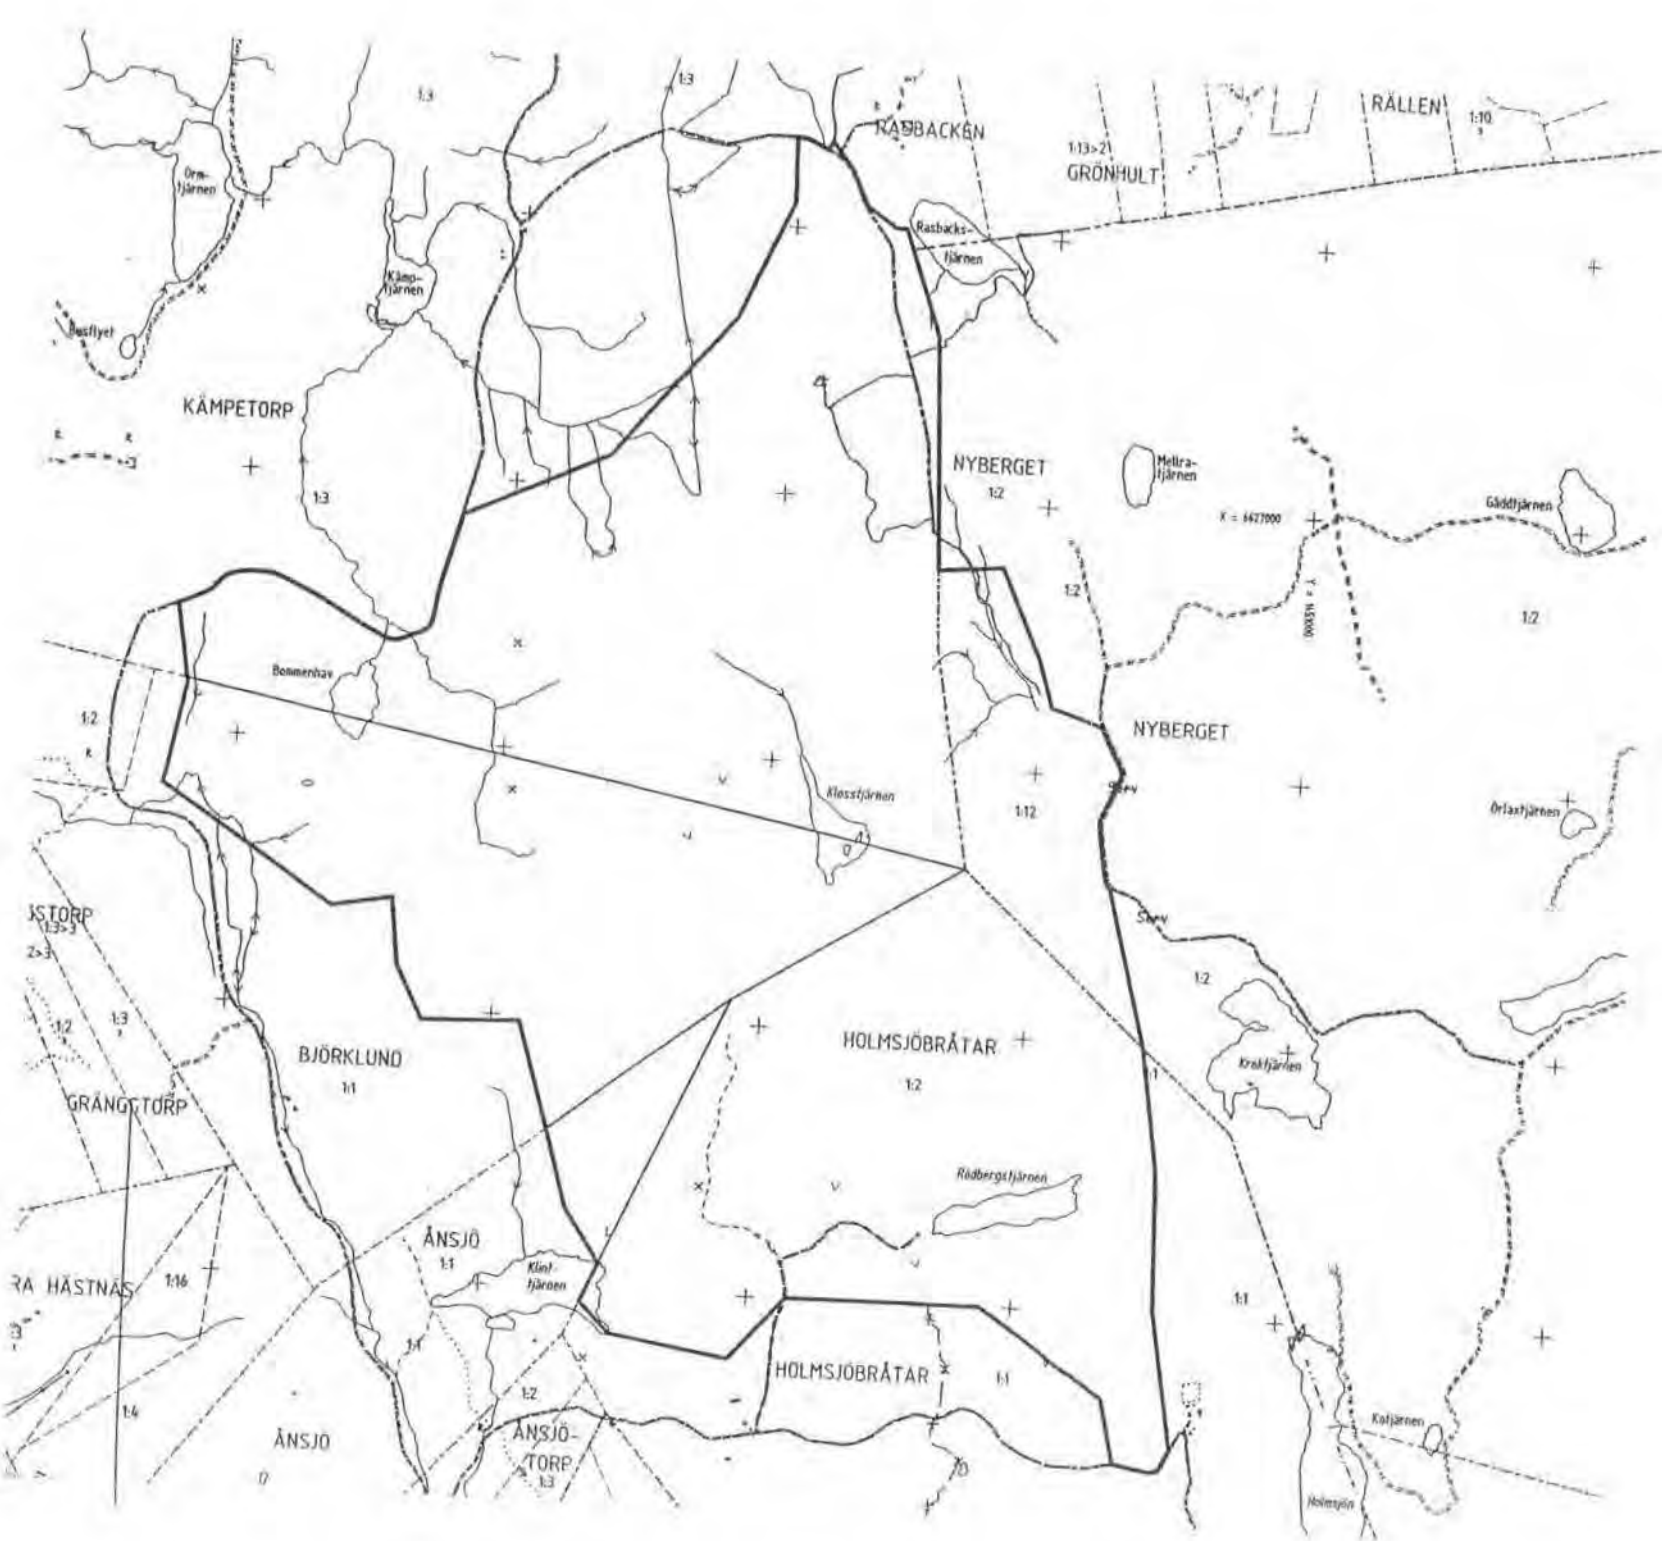 1:3
1:3
RASBACKEN
RÄLLEN
1:10
1:13>2
GRÖNHULT
Orm-
tjärnen
Rasbacks-
tjärnen
Kämp-
tjärnen
KÄMPETORP
R
R
NYBERGET
1:2
Mellra-
tjärnen
Gäddtjärnen
1:3
X = 6627000
1:2
1:2
Bommenhav
1:2
R
NYBERGET
Klosstjärnen
1:12
Orlaxtjärnen
Serv
STORP
1:3>3
2>3
1:2
1:3
1:2
BJÖRKLUND
1:1
HOLMSJÖBRÅTAR
1:2
Kroktjärnen
Rödbergstjärnen
ÅNSJÖ
1:1
Klint-
tjärnen
RA HÄSTNÄS
1:16
1:1
1:1
HOLMSJÖBRÅTAR
1:1
1:2
1:4
ÅNSJÖ
ÅNSJÖ-
TORP
1:3
Kotjärnen
Holmsjön